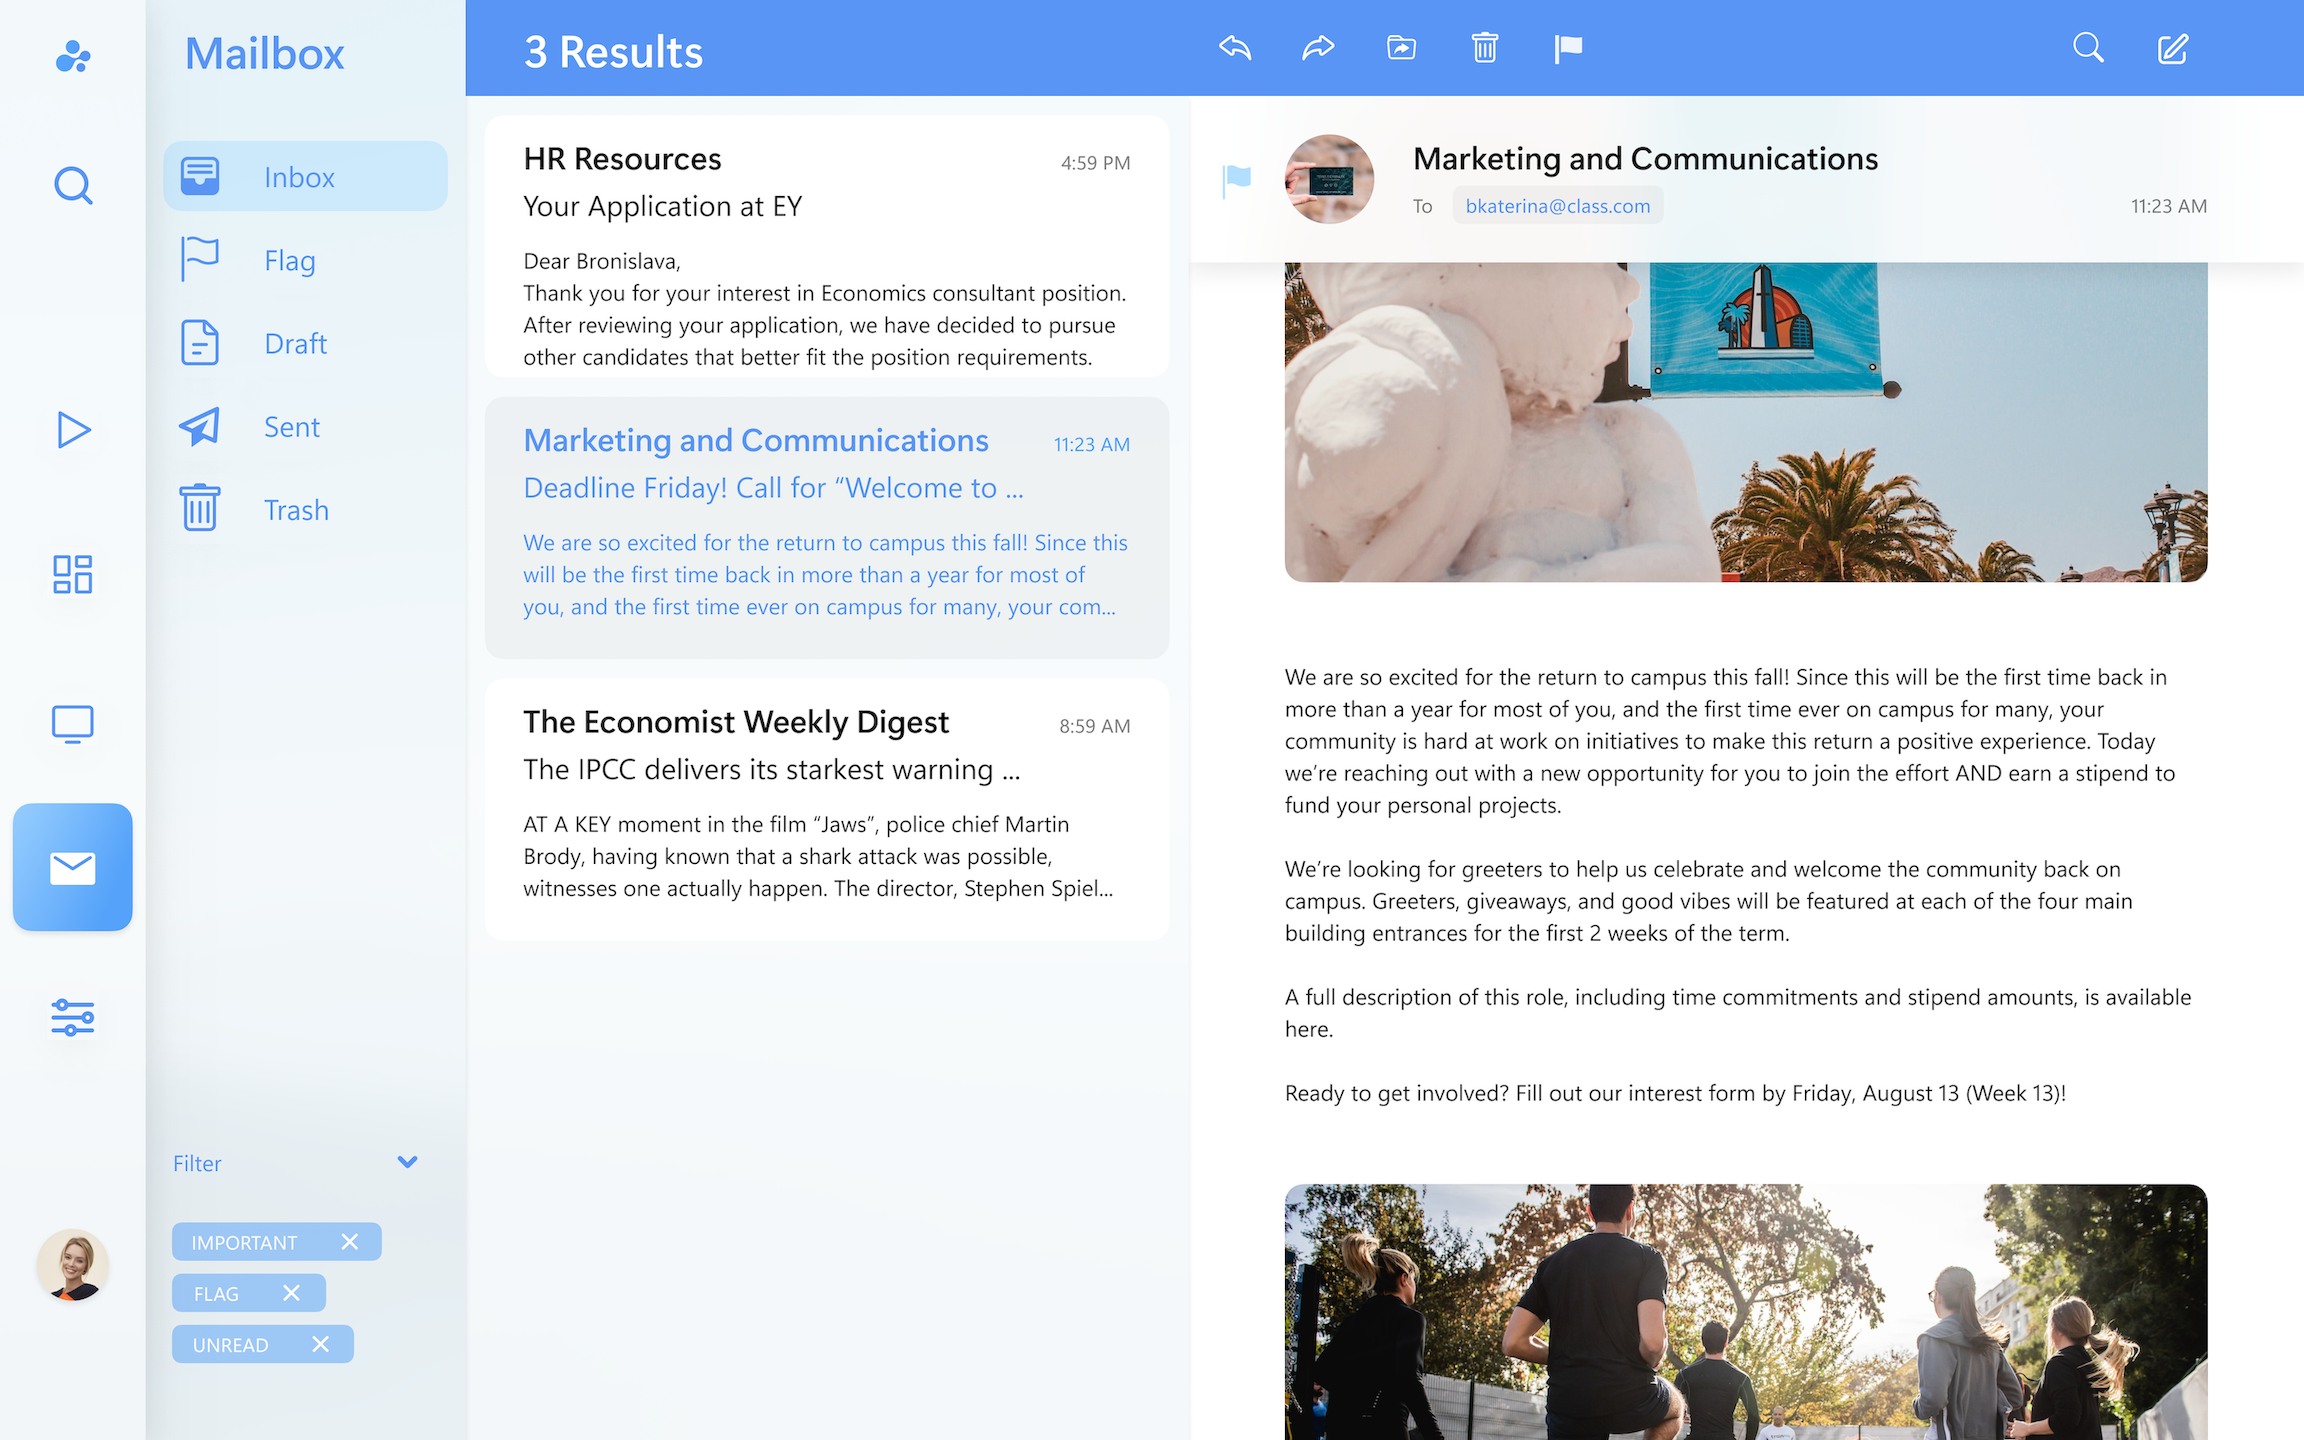 Mailbox
Inbox
Flag
Draft
Sent
Trash
Filter
IMPORTANT
FLAG
UNREAD
3 Results
HR Resources
4:59 PM
Your Application at EY
Dear Bronislava,
Thank you for your interest in Economics consultant position.
After reviewing your application, we have decided to pursue
other candidates that better fit the position requirements.
Marketing and Communications
11:23 AM
Deadline Friday! Call for “Welcome to ...
We are so excited for the return to campus this fall! Since this
will be the first time back in more than a year for most of
you, and the first time ever on campus for many, your com...
The Economist Weekly Digest
8:59 AM
The IPCC delivers its starkest warning ...
AT A KEY moment in the film “Jaws”, police chief Martin
Brody, having known that a shark attack was possible,
witnesses one actually happen. The director, Stephen Spiel...
Marketing and Communications
To bkaterina@class.com
11:23 AM
We are so excited for the return to campus this fall! Since this will be the first time back in
more than a year for most of you, and the first time ever on campus for many, your
community is hard at work on initiatives to make this return a positive experience. Today
we’re reaching out with a new opportunity for you to join the effort AND earn a stipend to
fund your personal projects.
We’re looking for greeters to help us celebrate and welcome the community back on
campus. Greeters, giveaways, and good vibes will be featured at each of the four main
building entrances for the first 2 weeks of the term.
A full description of this role, including time commitments and stipend amounts, is available
here.
Ready to get involved? Fill out our interest form by Friday, August 13 (Week 13)!